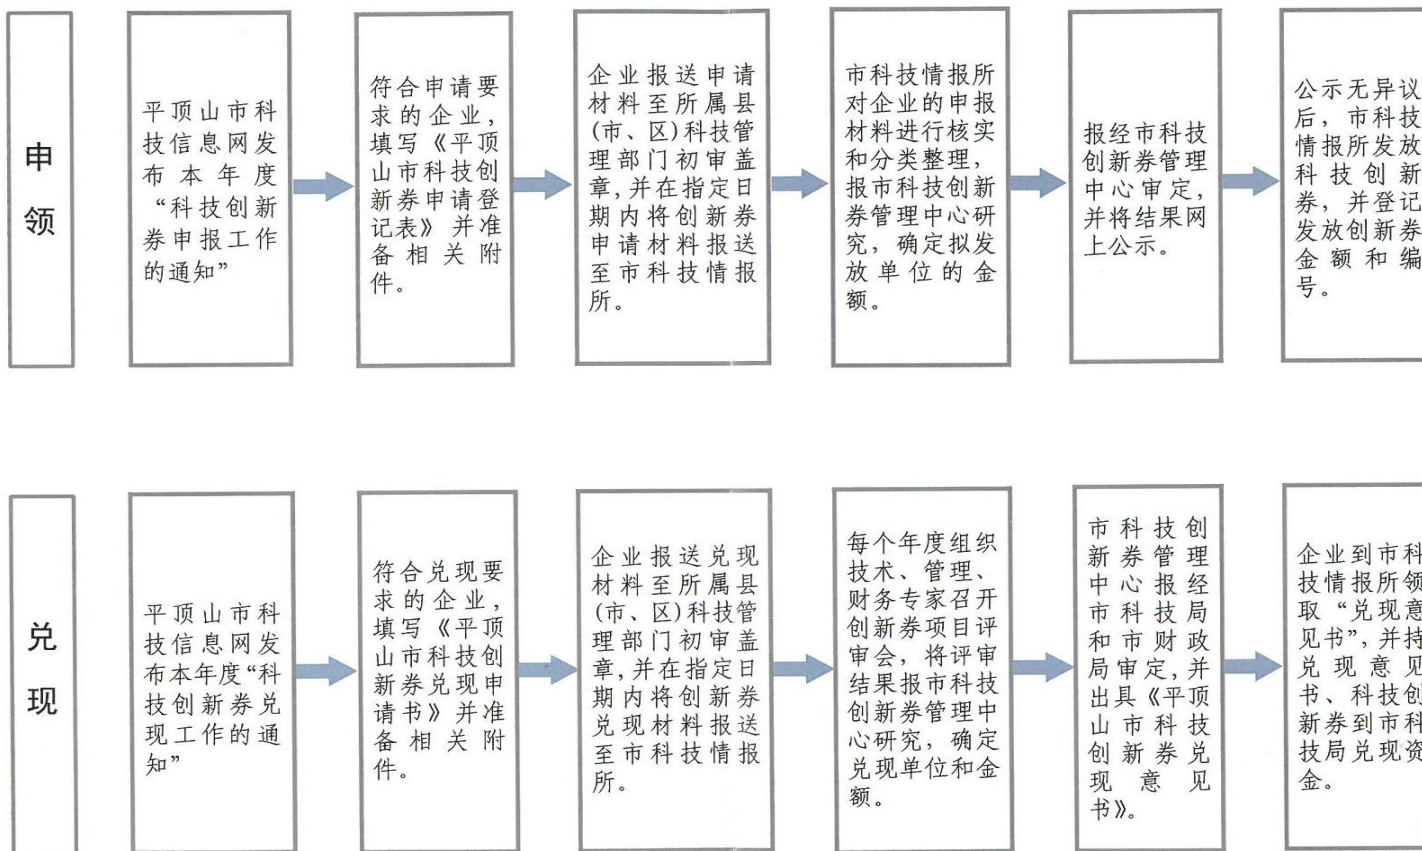 申
领
平顶山市科
技信息网发
布本年度
“科技创新
券申报工作
的通知”
符合申请要
求的企业，
填写《平顶
山市科技创
新券申请登
记表》并准
备相关附
件。
企业报送申请
材料至所属县
(市、区)科技管
理部门初审盖
章,并在指定日
期内将创新券
申请材料报送
至市科技情报
所。
市科技情报所
对企业的申报
材料进行核实
和分类整理，
报市科技创新
券管理中心研
究，确定拟发
放单位的金
额。
报经市科技
创新券管理
中心审定，
并将结果网
上公示。
公示无异议
后，市科技
情报所发放
科技创新
券，并登记
发放创新券
金额和编
号。
兑
现
平顶山市科
技信息网发
布本年度“科
技创新券兑
现工作的通
知”
符合兑现要
求的企业，
填写《平顶
山市科技创
新券兑现申
请书》并准
备相关附
件。
企业报送兑现
材料至所属县
(市、区)科技管
理部门初审盖
章,并在指定日
期内将创新券
兑现材料报送
至市科技情报
所。
每个年度组织
技术、管理、
财务专家召开
创新券项目评
审会，将评审
结果报市科技
创新券管理中
心研究，确定
兑现单位和金
额。
市科技创
新券管理
中心报经
市科技局
和市财政
局审定,并
出具《平顶
山市科技
创新券兑
现意见
书》。
企业到市科
技情报所领
取“兑现意
见书”,并持
兑现意见
书、科技创
新券到市科
技局兑现资
金。